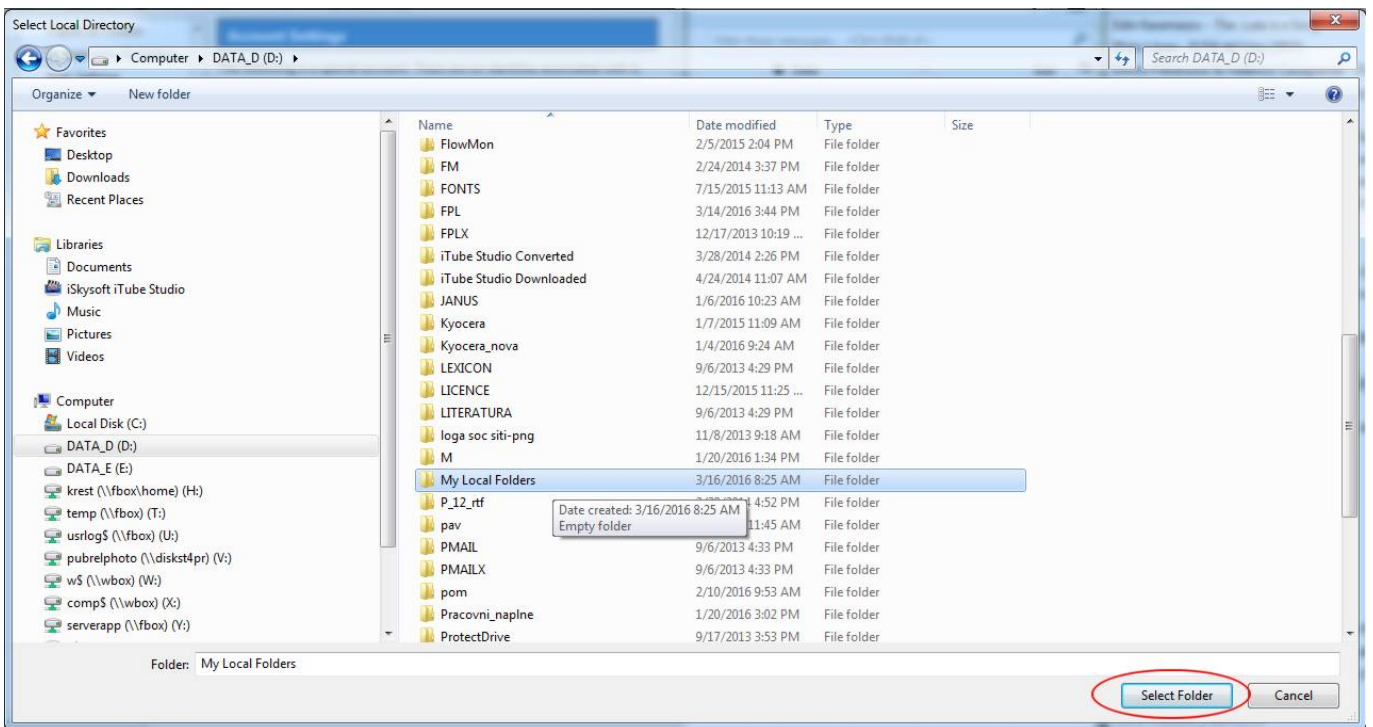 Select Local Directory
Account Settings
Computer DATA_D (D:)
Search DATA_D (D:)
Organize New folder
Favorites
Desktop
Downloads
Recent Places
Libraries
Documents
iSkysoft iTube Studio
Music
Pictures
Videos
Computer
Local Disk (C:)
DATA_D (D:)
DATA_E (E:)
krest (\\fbox\home) (H:)
temp (\\fbox) (T:)
usrlog$ (\\fbox) (U:)
pubrelphoto (\\diskst4pr) (V:)
w$ (\\wbox) (W:)
comp$ (\\wbox) (X:)
serverapp (\\fbox) (Y:)
Name Date modified Type Size
FlowMon 2/5/2015 2:04 PM File folder
FM 2/24/2014 3:37 PM File folder
FONTS 7/15/2015 11:13 AM File folder
FPL 3/14/2016 3:44 PM File folder
FPLX 12/17/2013 10:19 ... File folder
iTube Studio Converted 3/28/2014 2:26 PM File folder
iTube Studio Downloaded 4/24/2014 11:07 AM File folder
JANUS 1/6/2016 10:23 AM File folder
Kyocera 1/7/2015 11:09 AM File folder
Kyocera_nova 1/4/2016 9:24 AM File folder
LEXICON 9/6/2013 4:29 PM File folder
LICENCE 12/15/2015 11:25 ... File folder
LITERATURA 9/6/2013 4:29 PM File folder
loga soc siti-png 11/8/2013 9:18 AM File folder
M 1/20/2016 1:34 PM File folder
My Local Folders 3/16/2016 8:25 AM File folder
P_12_rtf 4:52 PM File folder
Date created: 3/16/2016 8:25 AM
Empty folder
pav 11:45 AM File folder
PMAIL 9/6/2013 4:33 PM File folder
PMAILX 9/6/2013 4:33 PM File folder
pom 2/10/2016 9:53 AM File folder
Pracovni_naplne 1/20/2016 3:02 PM File folder
ProtectDrive 9/17/2013 3:53 PM File folder
Folder: My Local Folders
Select Folder Cancel